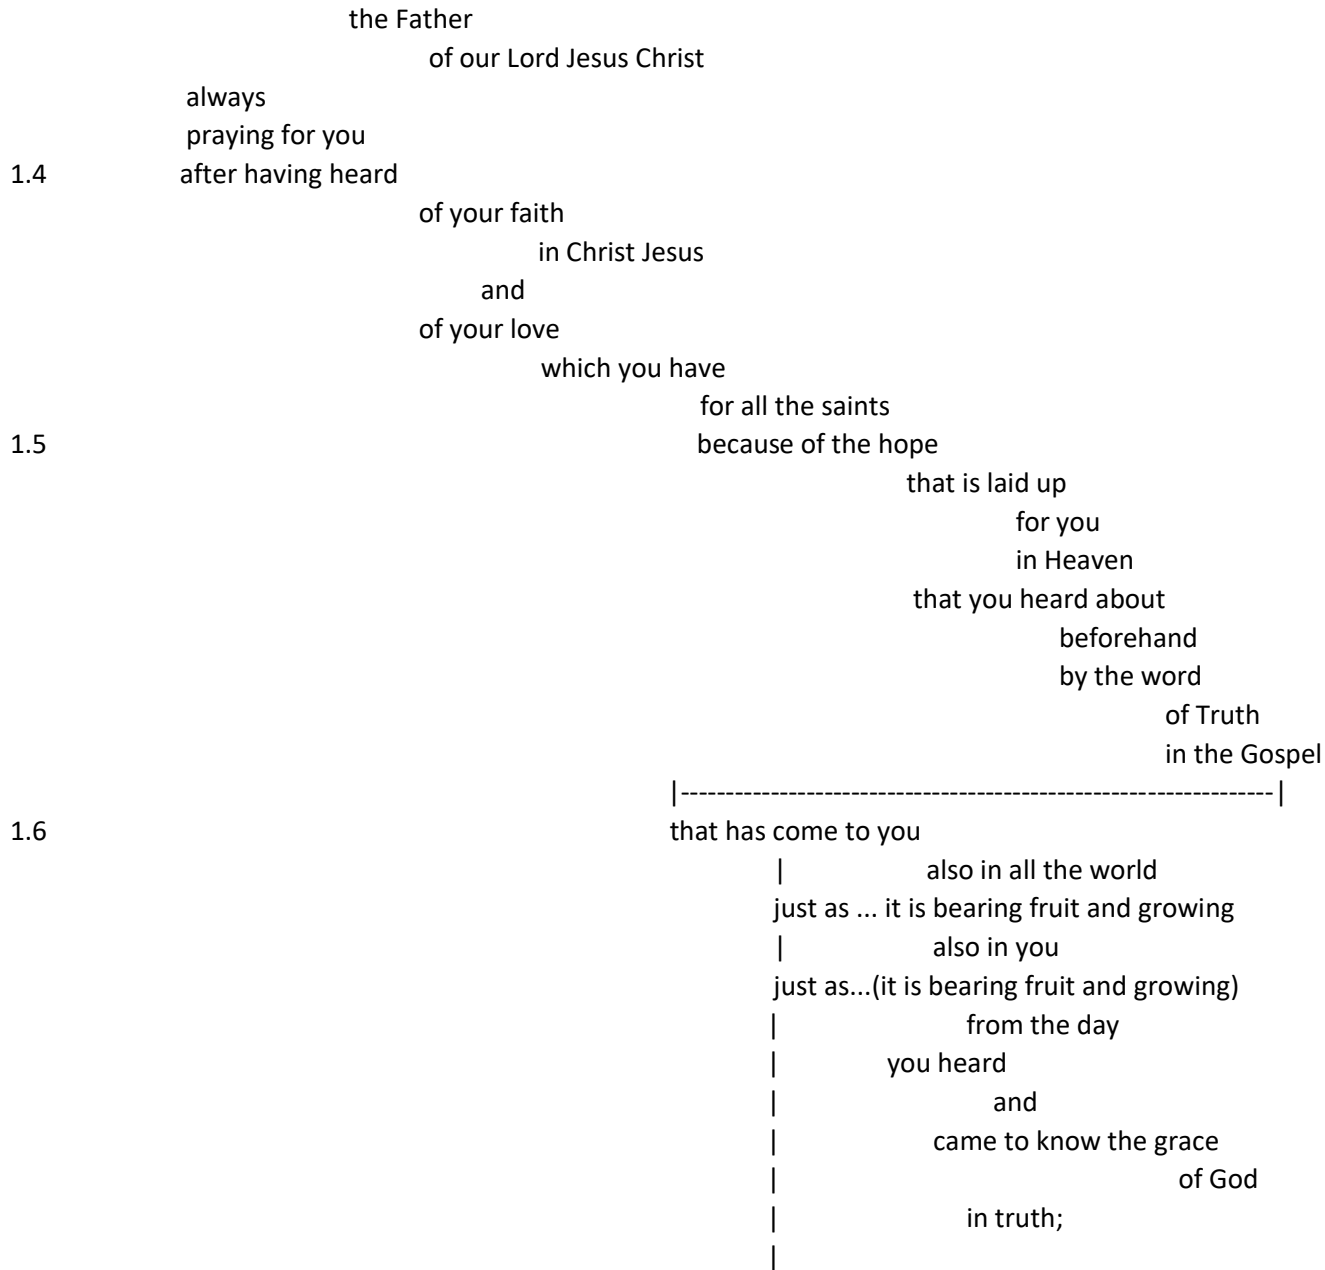 the Father
of our Lord Jesus Christ
always
praying for you
1.4 after having heard
of your faith
in Christ Jesus
and
of your love
which you have
for all the saints
1.5 because of the hope
that is laid up
for you
in Heaven
that you heard about
beforehand
by the word
of Truth
in the Gospel
|------------------------------------------------------------------|
1.6 that has come to you
| also in all the world
just as ... it is bearing fruit and growing
| also in you
just as...(it is bearing fruit and growing)
| from the day
| you heard
| and
| came to know the grace
| of God
| in truth;
|